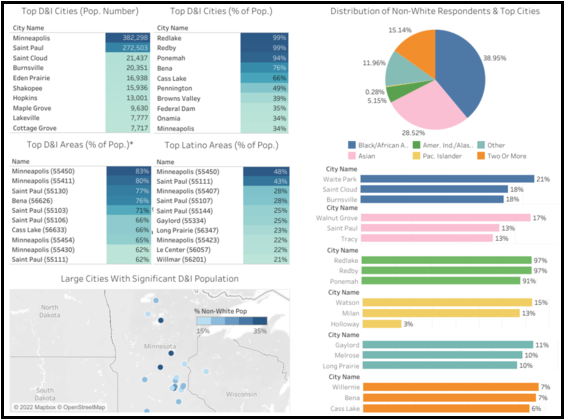 Top D&I Cities (Pop. Number)
City Name
Minneapolis 382,298
Saint Paul 272,503
Saint Cloud 21,437
Burnsville 20,351
Eden Prairie 16,938
Shakopee 15,936
Hopkins 13,001
Maple Grove 9,630
Lakeville 7,777
Cottage Grove 7,717
Top D&I Cities (% of Pop.)
City Name
Redlake 99%
Redby 99%
Ponemah 94%
Bena 76%
Cass Lake 66%
Pennington 49%
Browns Valley 39%
Federal Dam 35%
Onamia 34%
Minneapolis 34%
Top D&I Areas (% of Pop.)*
Name
Minneapolis (55450) 83%
Minneapolis (55411) 80%
Saint Paul (55130) 77%
Bena (56626) 76%
Saint Paul (55103) 71%
Saint Paul (55106) 66%
Cass Lake (56633) 66%
Minneapolis (55454) 65%
Minneapolis (55430) 62%
Saint Paul (55111) 62%
Top Latino Areas (% of Pop.)
Name
Minneapolis (55450) 48%
Saint Paul (55111) 43%
Minneapolis (55407) 28%
Saint Paul (55107) 28%
Saint Paul (55144) 25%
Gaylord (55334) 25%
Long Prairie (56347) 23%
Minneapolis (55423) 22%
Le Center (56057) 22%
Willmar (56201) 21%
Large Cities With Significant D&I Population
North
Dakota
% Non-White Pop
15% 35%
Minnesota
South
Dakota
Wisconsin
© 2022 Mapbox © OpenStreetMap
Distribution of Non-White Respondents & Top Cities
15.14%
38.95%
11.96%
0.28%
5.15%
28.52%
Black/African A.. Amer. Ind/Alas.. Other
Asian Pac. Islander Two Or More
City Name
Waite Park 21%
Saint Cloud 18%
Burnsville 18%
City Name
Walnut Grove 17%
Saint Paul 13%
Tracy 13%
City Name
Redlake 97%
Redby 97%
Ponemah 91%
City Name
Watson 15%
Milan 13%
Holloway 3%
City Name
Gaylord 11%
Melrose 10%
Long Prairie 10%
City Name
Willernie 7%
Bena 7%
Cass Lake 6%